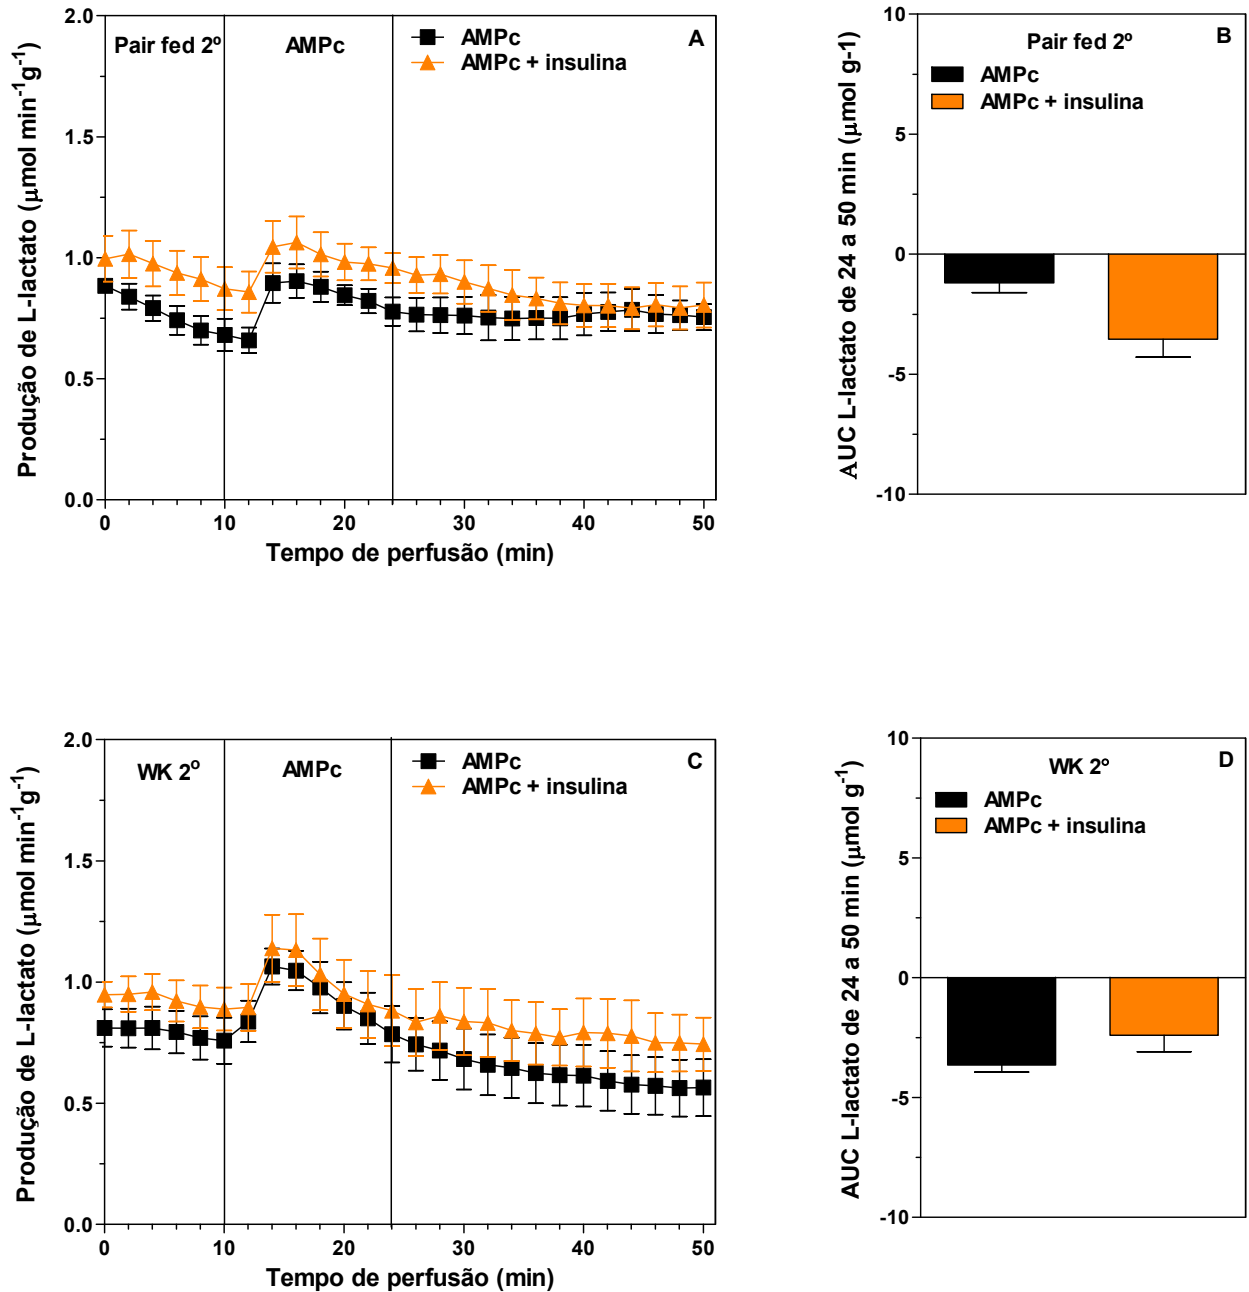 Pair fed 2º
AMPc
AMPc
AMPc + insulina
A
Produção de L-lactato (μmol min⁻¹g⁻¹)
2.0
1.5
1.0
0.5
0.0
0 10 20 30 40 50
Tempo de perfusão (min)
Pair fed 2º
B
AMPc
AMPc + insulina
AUC L-lactato de 24 a 50 min (μmol g-1)
10
5
0
-5
-10
WK 2º
AMPc
AMPc
AMPc + insulina
C
Produção de L-lactato (μmol min⁻¹g⁻¹)
2.0
1.5
1.0
0.5
0.0
0 10 20 30 40 50
Tempo de perfusão (min)
WK 2º
D
AMPc
AMPc + insulina
AUC L-lactato de 24 a 50 min (μmol g-1)
10
5
0
-5
-10